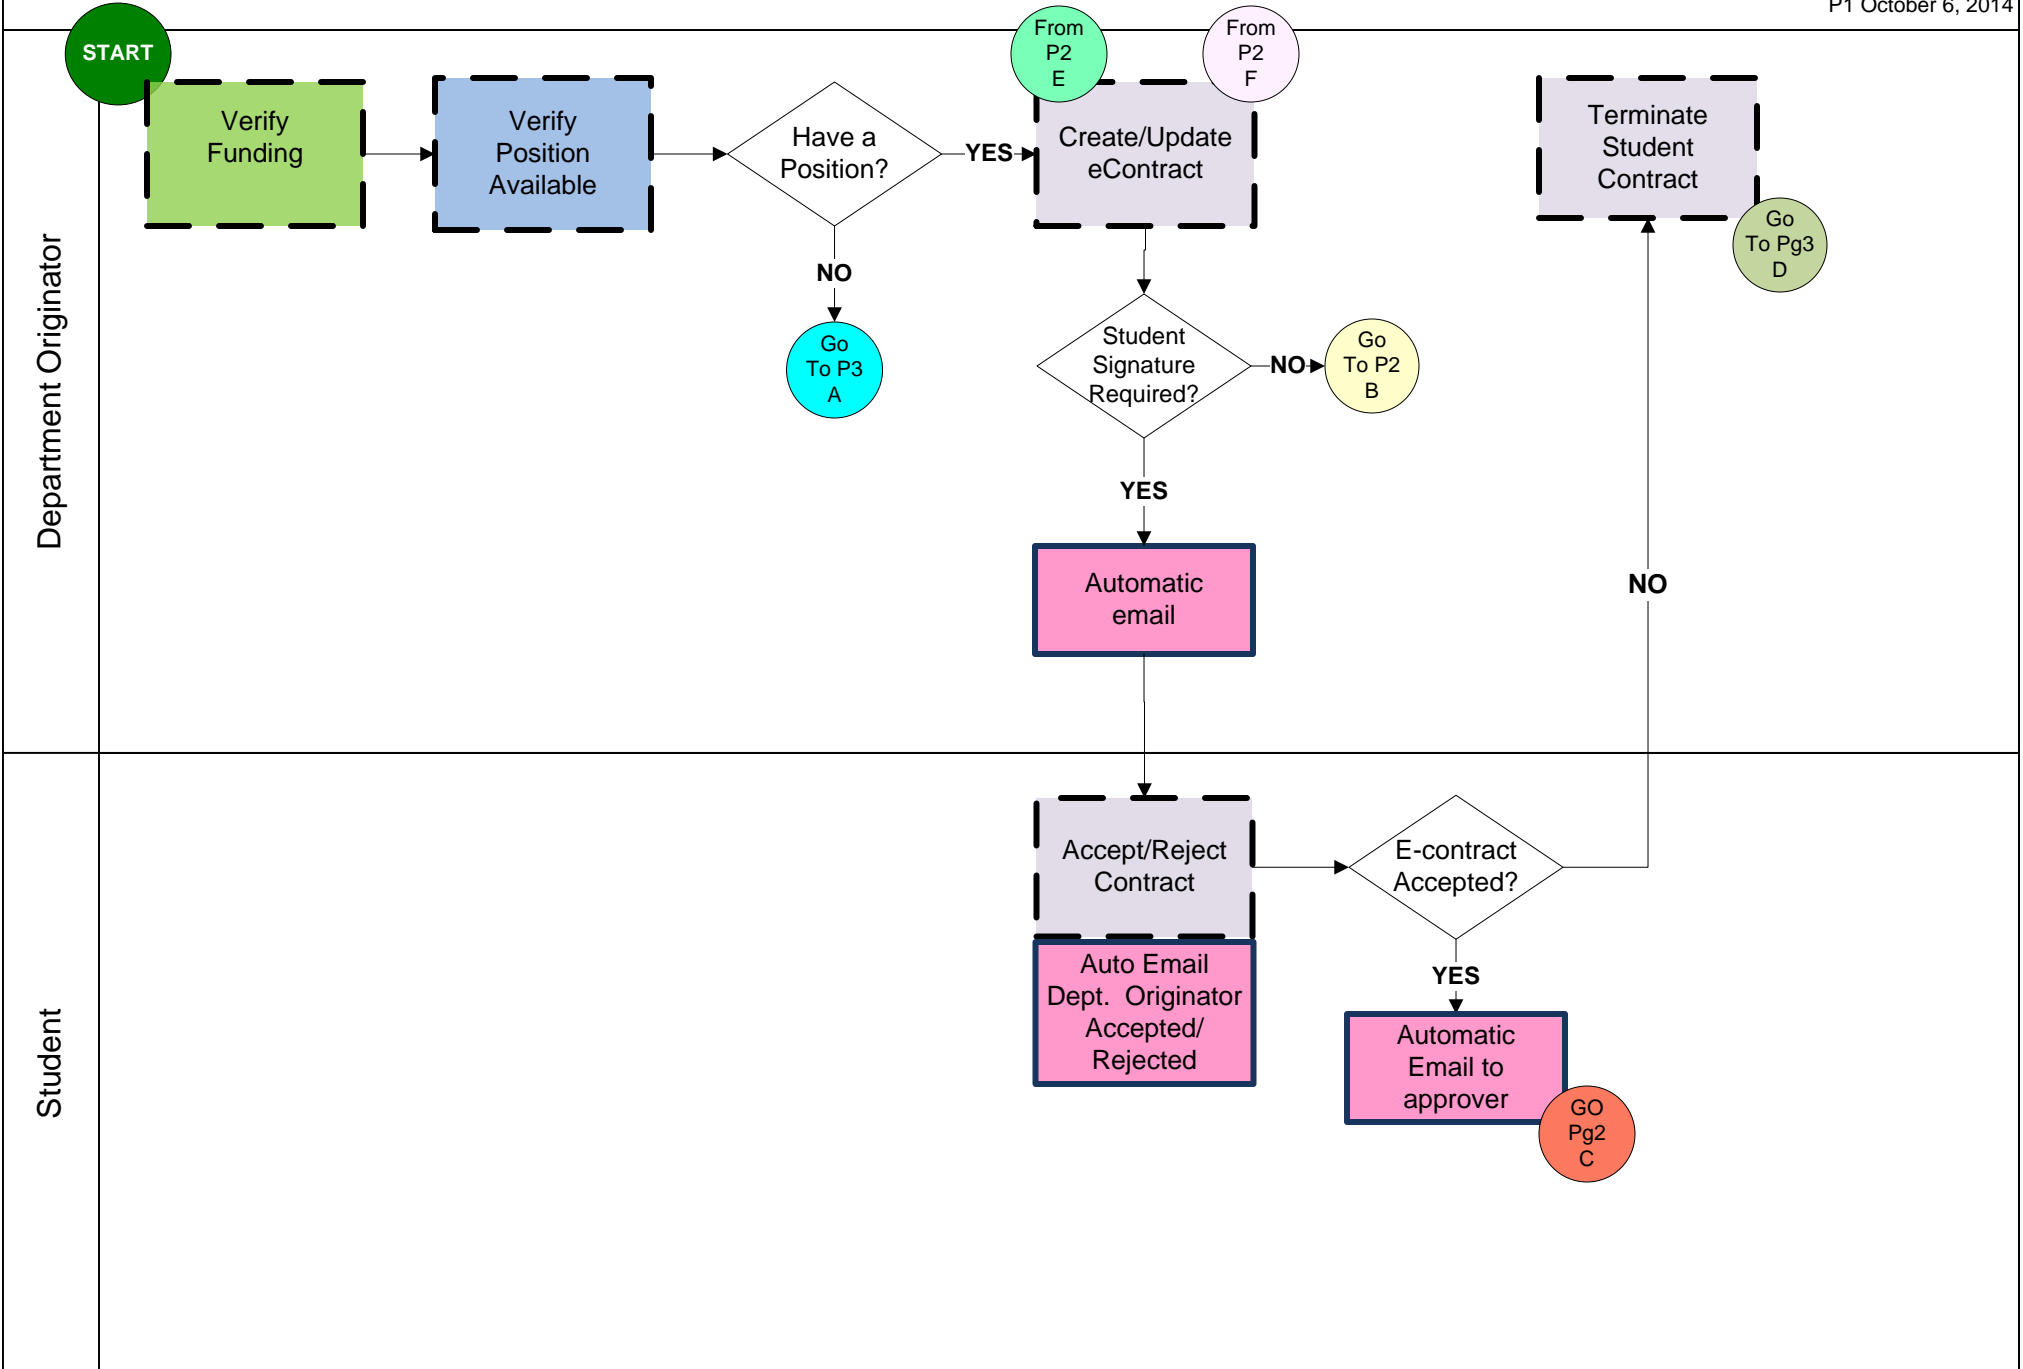 P1 October 6, 2014
START
From
P2
E
From
P2
F
Verify
Funding
Verify
Position
Available
Have a
Position?
YES
Create/Update
eContract
Terminate
Student
Contract
Go
To Pg3
D
NO
Go
To P3
A
Student
Signature
Required?
NO
Go
To P2
B
YES
Automatic
email
NO
Department Originator
Accept/Reject
Contract
E-contract
Accepted?
Auto Email
Dept.  Originator
Accepted/
Rejected
YES
Automatic
Email to
approver
GO
Pg2
C
Student